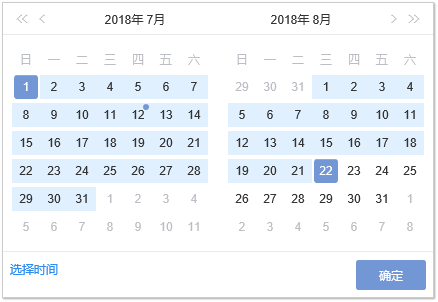 2018年 7月
日 一 二 三 四 五 六
1 2 3 4 5 6 7
8 9 10 11 12 13 14
15 16 17 18 19 20 21
22 23 24 25 26 27 28
29 30 31 1 2 3 4
5 6 7 8 9 10 11
2018年 8月
日 一 二 三 四 五 六
29 30 31 1 2 3 4
5 6 7 8 9 10 11
12 13 14 15 16 17 18
19 20 21 22 23 24 25
26 27 28 29 30 31 1
2 3 4 5 6 7 8
选择时间
确定